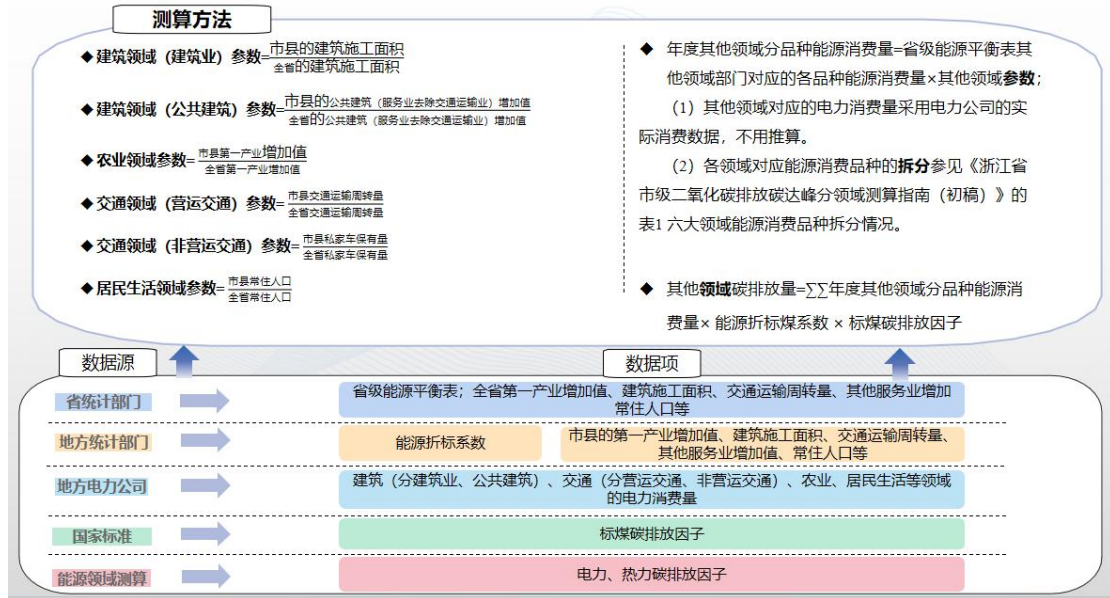 测算方法
◆ 建筑领域（建筑业）参数=市县的建筑施工面积/全省的建筑施工面积
◆ 建筑领域（公共建筑）参数=市县的公共建筑（服务业去除交通运输业）增加值/全省的公共建筑（服务业去除交通运输业）增加值
◆ 农业领域参数=市县第一产业增加值/全省第一产业增加值
◆ 交通领域（营运交通）参数=市县交通运输周转量/全省交通运输周转量
◆ 交通领域（非营运交通）参数=市县私家车保有量/全省私家车保有量
◆ 居民生活领域参数=市县常住人口/全省常住人口
◆ 年度其他领域分品种能源消费量=省级能源平衡表其
他领域部门对应的各品种能源消费量×其他领域参数；
（1）其他领域对应的电力消费量采用电力公司的实
际消费数据，不用推算。
（2）各领域对应能源消费品种的拆分参见《浙江省
市级二氧化碳排放碳达峰分领域测算指南（初稿）》的
表1 六大领域能源消费品种拆分情况。
◆ 其他领域碳排放量=∑∑年度其他领域分品种能源消
费量× 能源折标煤系数 × 标煤碳排放因子
数据源
数据项
省统计部门
省级能源平衡表；全省第一产业增加值、建筑施工面积、交通运输周转量、其他服务业增加
常住人口等
地方统计部门
能源折标系数
市县的第一产业增加值、建筑施工面积、交通运输周转量、
其他服务业增加值、常住人口等
地方电力公司
建筑（分建筑业、公共建筑）、交通（分营运交通、非营运交通）、农业、居民生活等领域
的电力消费量
国家标准
标煤碳排放因子
能源领域测算
电力、热力碳排放因子